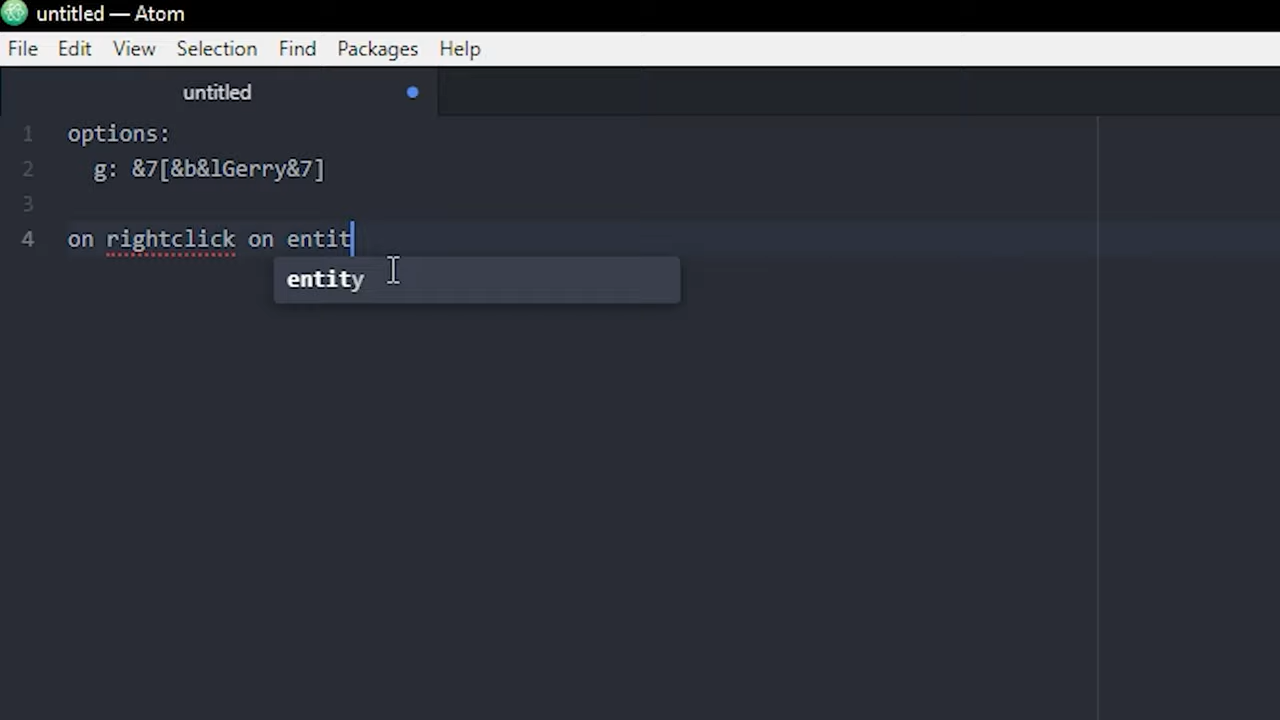 untitled — Atom
File Edit View Selection Find Packages Help
untitled
1 options:
2 g: &7[&b&lGerry&7]
3
4 on rightclick on entit
entity